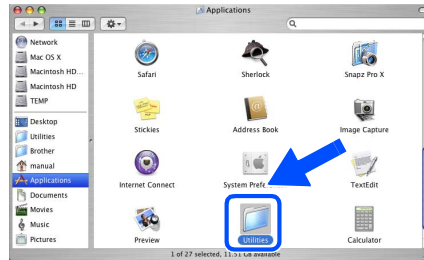 Applications
Network
Mac OS X
Macintosh HD...
Macintosh HD
TEMP
Desktop
Utilities
Brother
manual
Applications
Documents
Movies
Music
Pictures
Safari
Sherlock
Snapz Pro X
Stickies
Address Book
Image Capture
Internet Connect
System Prefe
TextEdit
Preview
Utilities
Calculator
1 of 27 selected, 11.51 GB available